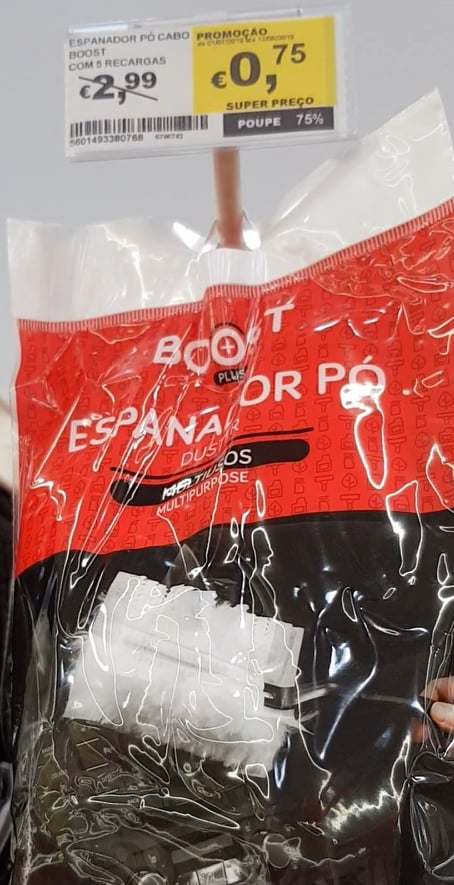 ESPANADOR PÓ CABO
BOOST
COM 5 RECARGAS
€2,99
5601493380768
PROMOÇÃO
€0,75
SUPER PREÇO
POUPE 75%
BOOST
PLUS
ESPANADOR PÓ
DUSTER
MULTIUSOS
MULTIPURPOSE